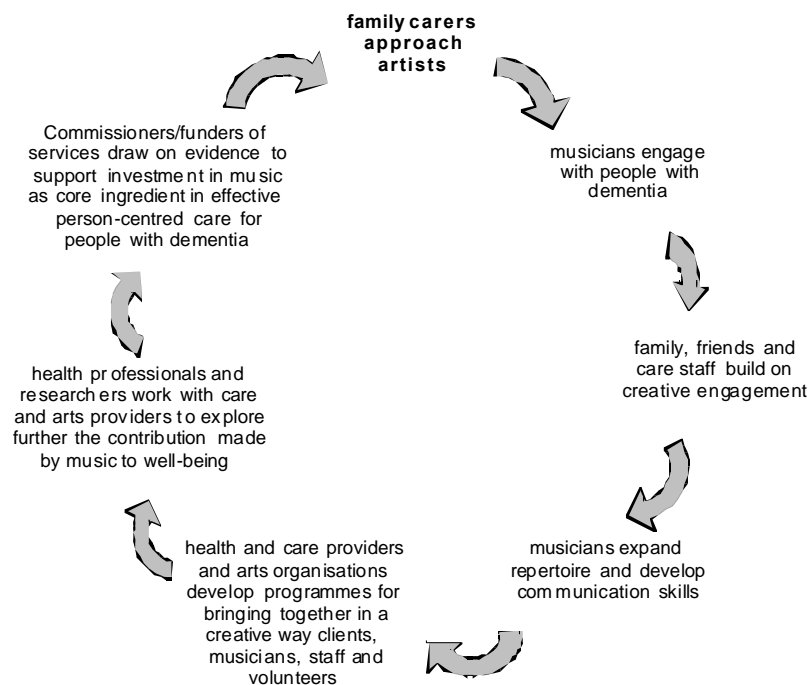 family carers
approach
artists
musicians engage
with people with
dementia
family, friends and
care staff build on
creative engagement
musicians expand
repertoire and develop
communication skills
health and care providers
and arts organisations
develop programmes for
bringing together in a
creative way clients,
musicians, staff and
volunteers
health professionals and
researchers work with care
and arts providers to explore
further the contribution made
by music to well-being
Commissioners/funders of
services draw on evidence to
support investment in music
as core ingredient in effective
person-centred care for
people with dementia